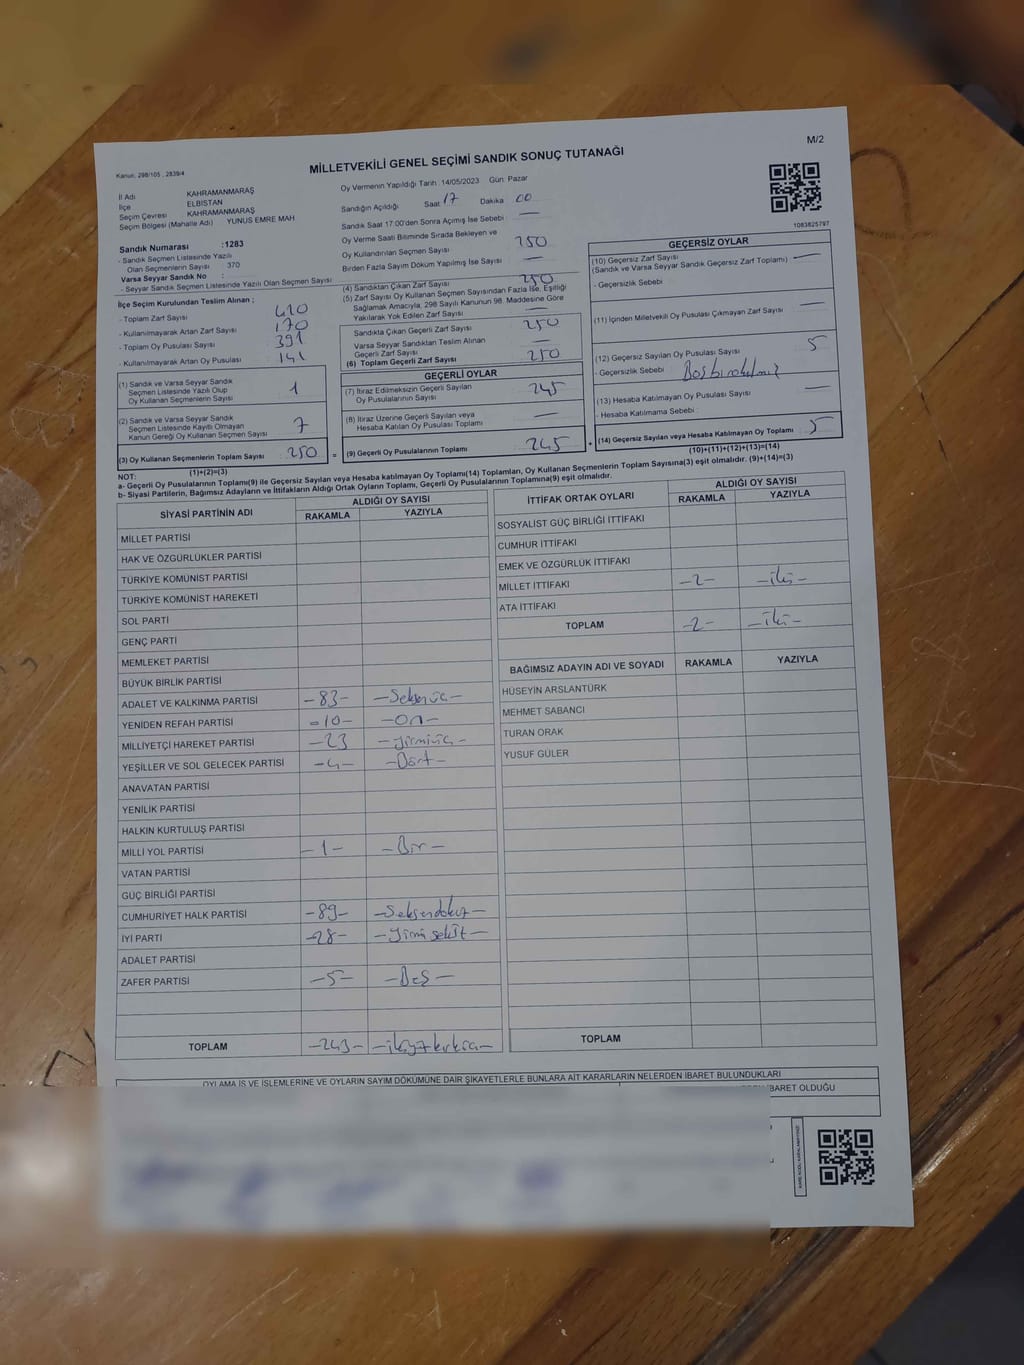 M/2
Kanun; 298/105 , 2839/4
MİLLETVEKİLİ GENEL SEÇİMİ SANDIK SONUÇ TUTANAĞI
İl Adı KAHRAMANMARAŞ
İlçe ELBİSTAN
Seçim Çevresi KAHRAMANMARAŞ
Seçim Bölgesi (Mahalle Adı) YUNUS EMRE MAH
Sandık Numarası :1283
- Sandık Seçmen Listesinde Yazılı
Olan Seçmenlerin Sayısı 370
Varsa Seyyar Sandık No :
- Seyyar Sandık Seçmen Listesinde Yazılı Olan Seçmen Sayısı
İlçe Seçim Kurulundan Teslim Alınan ;
- Toplam Zarf Sayısı 420
- Kullanılmayarak Artan Zarf Sayısı 170
- Toplam Oy Pusulası Sayısı 391
- Kullanılmayarak Artan Oy Pusulası 141
(1) Sandık ve Varsa Seyyar Sandık
Seçmen Listesinde Yazılı Olup
Oy Kullanan Seçmenlerin Sayısı 1
(2) Sandık ve Varsa Seyyar Sandık
Seçmen Listesinde Kayıtlı Olmayan
Kanun Gereği Oy Kullanan Seçmen Sayısı 7
(3) Oy Kullanan Seçmenlerin Toplam Sayısı : 250
(1)+(2)=(3)
Oy Vermenin Yapıldığı Tarih :14/05/2023 Gün: Pazar
Sandığın Açıldığı Saat 17 Dakika 00
Sandık Saat 17:00'den Sonra Açımış İse Sebebi : —
Oy Verme Saati Bitiminde Sırada Bekleyen ve
Oy Kullandırılan Seçmen Sayısı 250
Birden Fazla Sayım Döküm Yapılmış İse Sayısı —
(4) Sandıktan Çıkan Zarf Sayısı 250
(5) Zarf Sayısı Oy Kullanan Seçmen Sayısından Fazla İse, Eşitliği
Sağlamak Amacıyla, 298 Sayılı Kanunun 98. Maddesine Göre
Yakılarak Yok Edilen Zarf Sayısı —
Sandıkta Çıkan Geçerli Zarf Sayısı 250
Varsa Seyyar Sandıktan Teslim Alınan
Geçerli Zarf Sayısı —
(6) Toplam Geçerli Zarf Sayısı 250
GEÇERLİ OYLAR
(7) İtiraz Edilmeksizin Geçerli Sayılan
Oy Pusulalarının Sayısı 245
(8) İtiraz Üzerine Geçerli Sayılan veya
Hesaba Katılan Oy Pusulası Toplamı —
= (9) Geçerli Oy Pusulalarının Toplamı 245 +
1083825797
GEÇERSİZ OYLAR
(10) Geçersiz Zarf Sayısı
(Sandık ve Varsa Seyyar Sandık Geçersiz Zarf Toplamı) —
- Geçersizlik Sebebi :
(11) İçinden Milletvekili Oy Pusulası Çıkmayan Zarf Sayısı —
(12) Geçersiz Sayılan Oy Pusulası Sayısı 5
- Geçersizlik Sebebi :
(13) Hesaba Katılmayan Oy Pusulası Sayısı —
- Hesaba Katılmama Sebebi :
(14) Geçersiz Sayılan veya Hesaba Katılmayan Oy Toplamı 5
(10)+(11)+(12)+(13)=(14)
NOT:
a- Geçerli Oy Pusulalarının Toplamı(9) ile Geçersiz Sayılan veya Hesaba katılmayan Oy Toplamı(14) Toplamları, Oy Kullanan Seçmenlerin Toplam Sayısına(3) eşit olmalıdır. (9)+(14)=(3)
b- Siyasi Partilerin, Bağımsız Adayların ve İttifakların Aldığı Ortak Oyların Toplamı, Geçerli Oy Pusulalarının Toplamına(9) eşit olmalıdır.
SİYASİ PARTİNİN ADI ALDIĞI OY SAYISI
RAKAMLA YAZIYLA
MİLLET PARTİSİ
HAK VE ÖZGÜRLÜKLER PARTİSİ
TÜRKİYE KOMÜNİST PARTİSİ
TÜRKİYE KOMÜNİST HAREKETİ
SOL PARTİ
GENÇ PARTİ
MEMLEKET PARTİSİ
BÜYÜK BİRLİK PARTİSİ
ADALET VE KALKINMA PARTİSİ -83- -Seksenüç-
YENİDEN REFAH PARTİSİ -10- -On-
MİLLİYETÇİ HAREKET PARTİSİ -23 -Yirmiüç-
YEŞİLLER VE SOL GELECEK PARTİSİ -4- -Dört-
ANAVATAN PARTİSİ
YENİLİK PARTİSİ
HALKIN KURTULUŞ PARTİSİ
MİLLİ YOL PARTİSİ -1- -Bir-
VATAN PARTİSİ
GÜÇ BİRLİĞİ PARTİSİ
CUMHURİYET HALK PARTİSİ -89- -Seksendokuz-
İYİ PARTİ -28- -Yirmi sekiz-
ADALET PARTİSİ
ZAFER PARTİSİ -5- -Beş-
TOPLAM -243- -ikiyüzkırküç-
İTTİFAK ORTAK OYLARI ALDIĞI OY SAYISI
RAKAMLA YAZIYLA
SOSYALİST GÜÇ BİRLİĞİ İTTİFAKI
CUMHUR İTTİFAKI
EMEK VE ÖZGÜRLÜK İTTİFAKI
MİLLET İTTİFAKI -2- -iki-
ATA İTTİFAKI
TOPLAM -2- -iki-
BAĞIMSIZ ADAYIN ADI VE SOYADI RAKAMLA YAZIYLA
HÜSEYİN ARSLANTÜRK
MEHMET SABANCI
TURAN ORAK
YUSUF GÜLER
TOPLAM
OYLAMA İŞ VE İŞLEMLERİNE VE OYLARIN SAYIM DÖKÜMÜNE DAİR ŞİKAYETLERLE BUNLARA AİT KARARLARIN NELERDEN İBARET BULUNDUKLARI
İBARET OLDUĞU